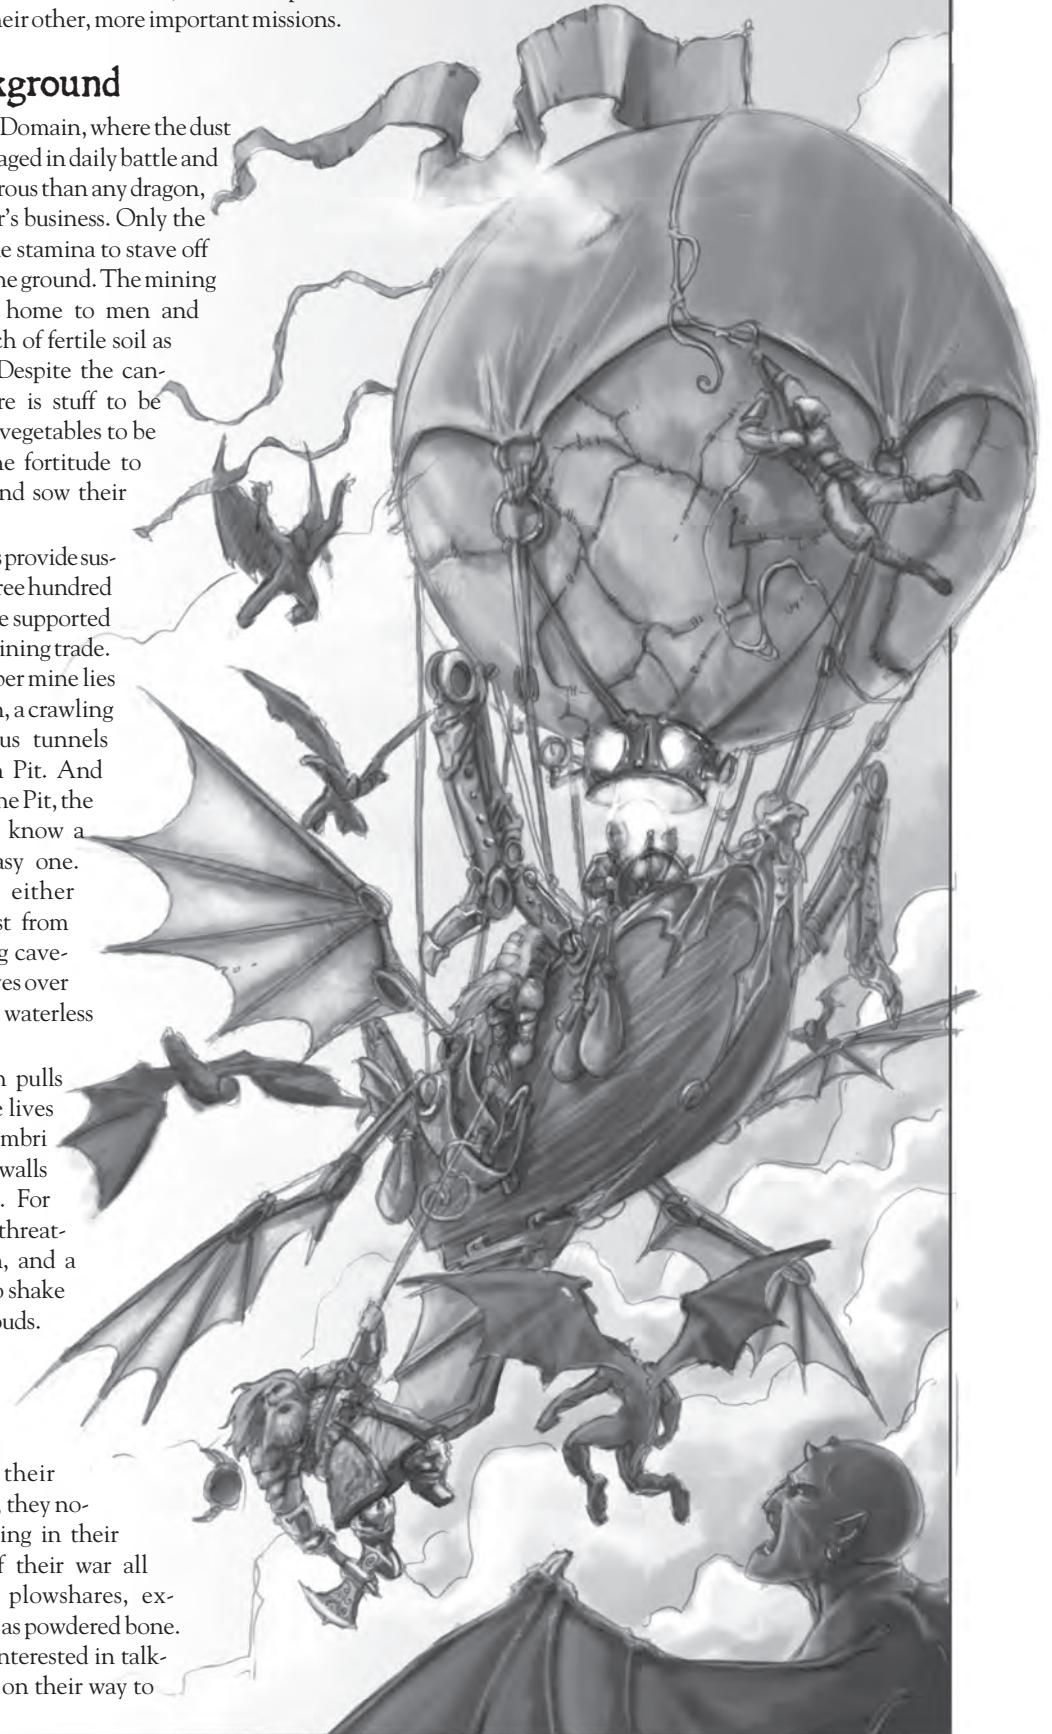 eir other, more important missions.
kground
Domain, where the dust
aged in daily battle and
rous than any dragon,
r's business. Only the
e stamina to stave off
ne ground. The mining
home to men and
ch of fertile soil as
Despite the can-
re is stuff to be
vegetables to be
ne fortitude to
nd sow their
s provide sus-
ree hundred
e supported
ining trade.
per mine lies
n, a crawling
us tunnels
n Pit. And
he Pit, the
know a
asy one.
either
st from
g cave-
ves over
waterless
n pulls
e lives
mbri
walls
. For
threat-
n, and a
o shake
ouds.
their
, they no-
ing in their
f their war all
plowshares, ex-
as powdered bone.
nterested in talk-
on their way to